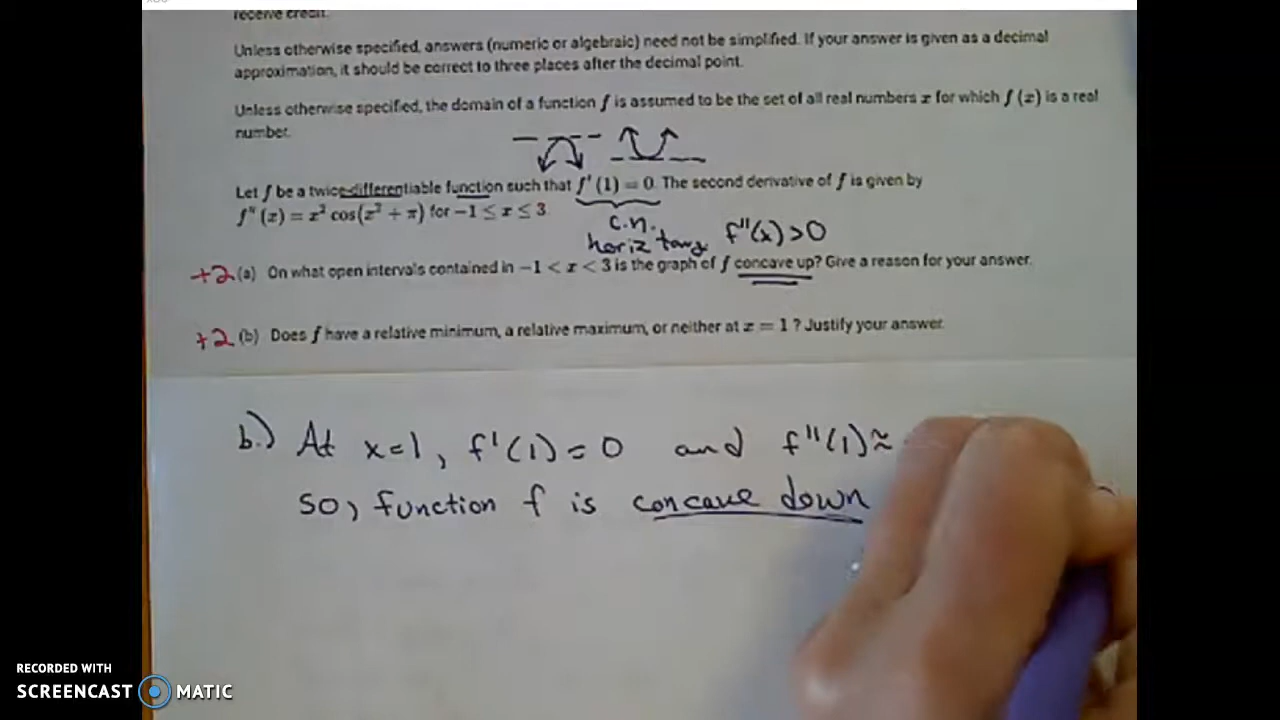 receive credit.
Unless otherwise specified, answers (numeric or algebraic) need not be simplified. If your answer is given as a decimal
approximation, it should be correct to three places after the decimal point.
Unless otherwise specified, the domain of a function f is assumed to be the set of all real numbers x for which f (x) is a real
number.
Let f be a twice-differentiable function such that f' (1) = 0. The second derivative of f is given by
f'' (x) = x² cos(x² + π) for −1 ≤ x ≤ 3.
c.n.
horiz tang f''(x) > 0
+2 (a) On what open intervals contained in −1 < x < 3 is the graph of f concave up? Give a reason for your answer.
+2 (b) Does f have a relative minimum, a relative maximum, or neither at x = 1 ? Justify your answer.
b.) At x=1, f'(1) = 0 and f''(1) ≈
so, function f is concave down
RECORDED WITH
SCREENCAST MATIC